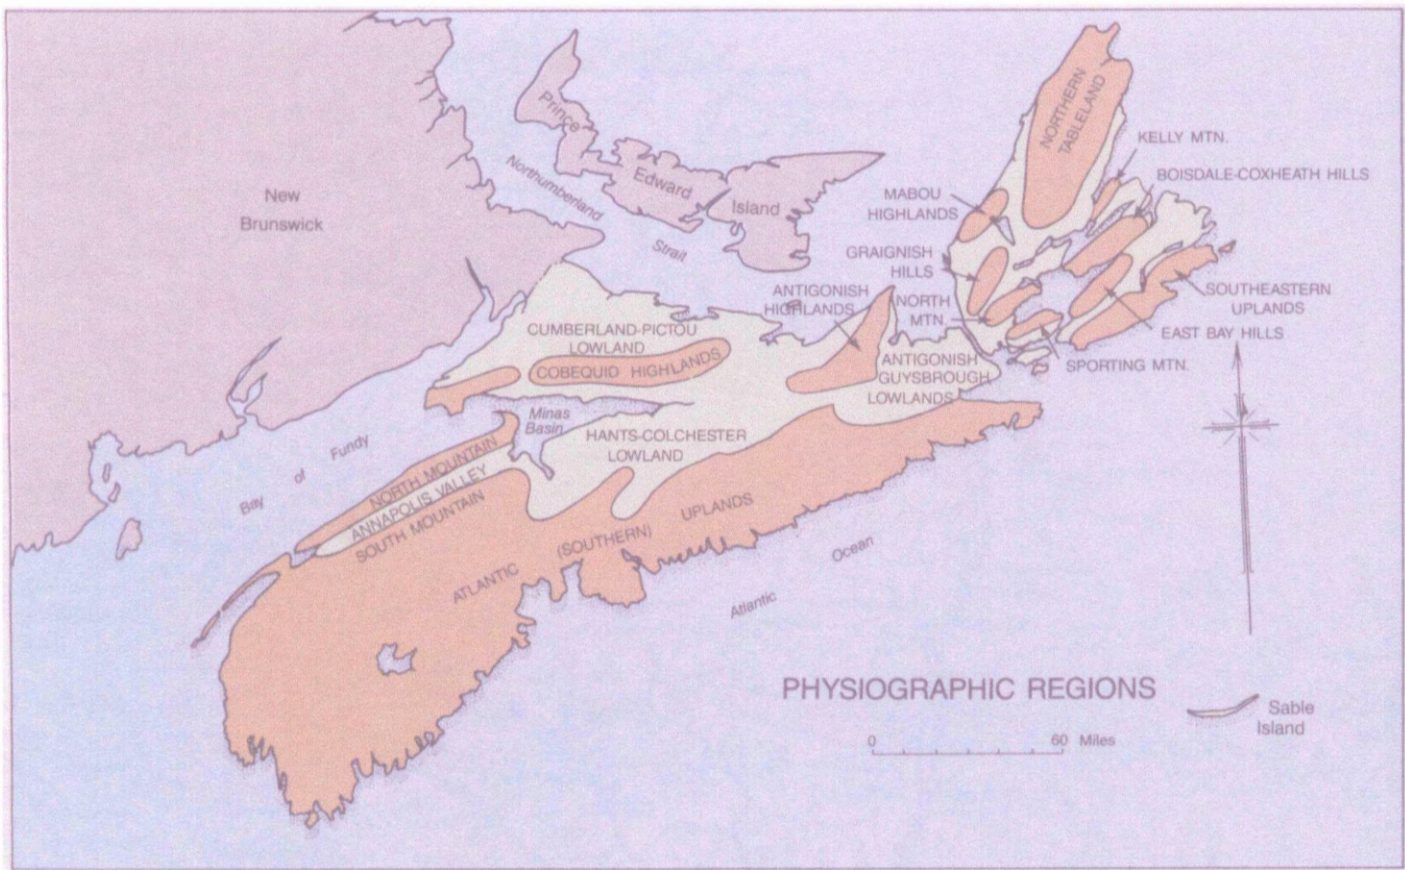 New
Brunswick
Prince
Edward
Island
Northumberland
Strait
NORTHERN
TABLELAND
KELLY MTN.
BOISDALE-COXHEATH HILLS
MABOU
HIGHLANDS
GRAIGNISH
HILLS
ANTIGONISH
HIGHLANDS
NORTH
MTN.
SOUTHEASTERN
UPLANDS
EAST BAY HILLS
SPORTING MTN.
CUMBERLAND-PICTOU
LOWLAND
COBEQUID HIGHLANDS
ANTIGONISH
GUYSBROUGH
LOWLANDS
Minas
Basin
HANTS-COLCHESTER
LOWLAND
Bay of Fundy
NORTH MOUNTAIN
ANNAPOLIS VALLEY
SOUTH MOUNTAIN
ATLANTIC (SOUTHERN) UPLANDS
Atlantic Ocean
PHYSIOGRAPHIC REGIONS
0 60 Miles
Sable
Island